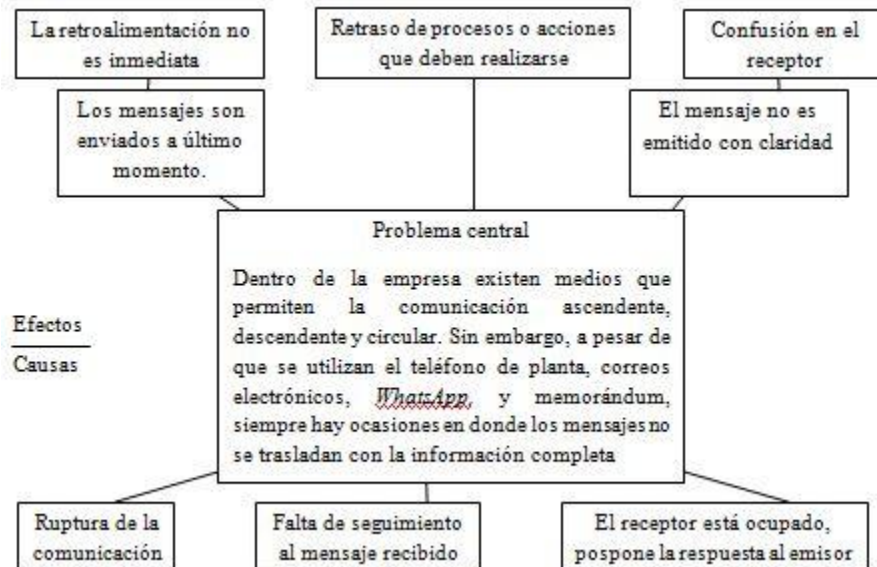 La retroalimentación no
es inmediata
Retraso de procesos o acciones
que deben realizarse
Confusión en el
receptor
Los mensajes son
enviados a último
momento.
El mensaje no es
emitido con claridad
Problema central
Dentro de la empresa existen medios que
permiten la comunicación ascendente,
descendente y circular. Sin embargo, a pesar de
que se utilizan el teléfono de planta, correos
electrónicos, WhatsApp, y memorándum,
siempre hay ocasiones en donde los mensajes no
se trasladan con la información completa
Efectos
Causas
Ruptura de la
comunicación
Falta de seguimiento
al mensaje recibido
El receptor está ocupado,
pospone la respuesta al emisor